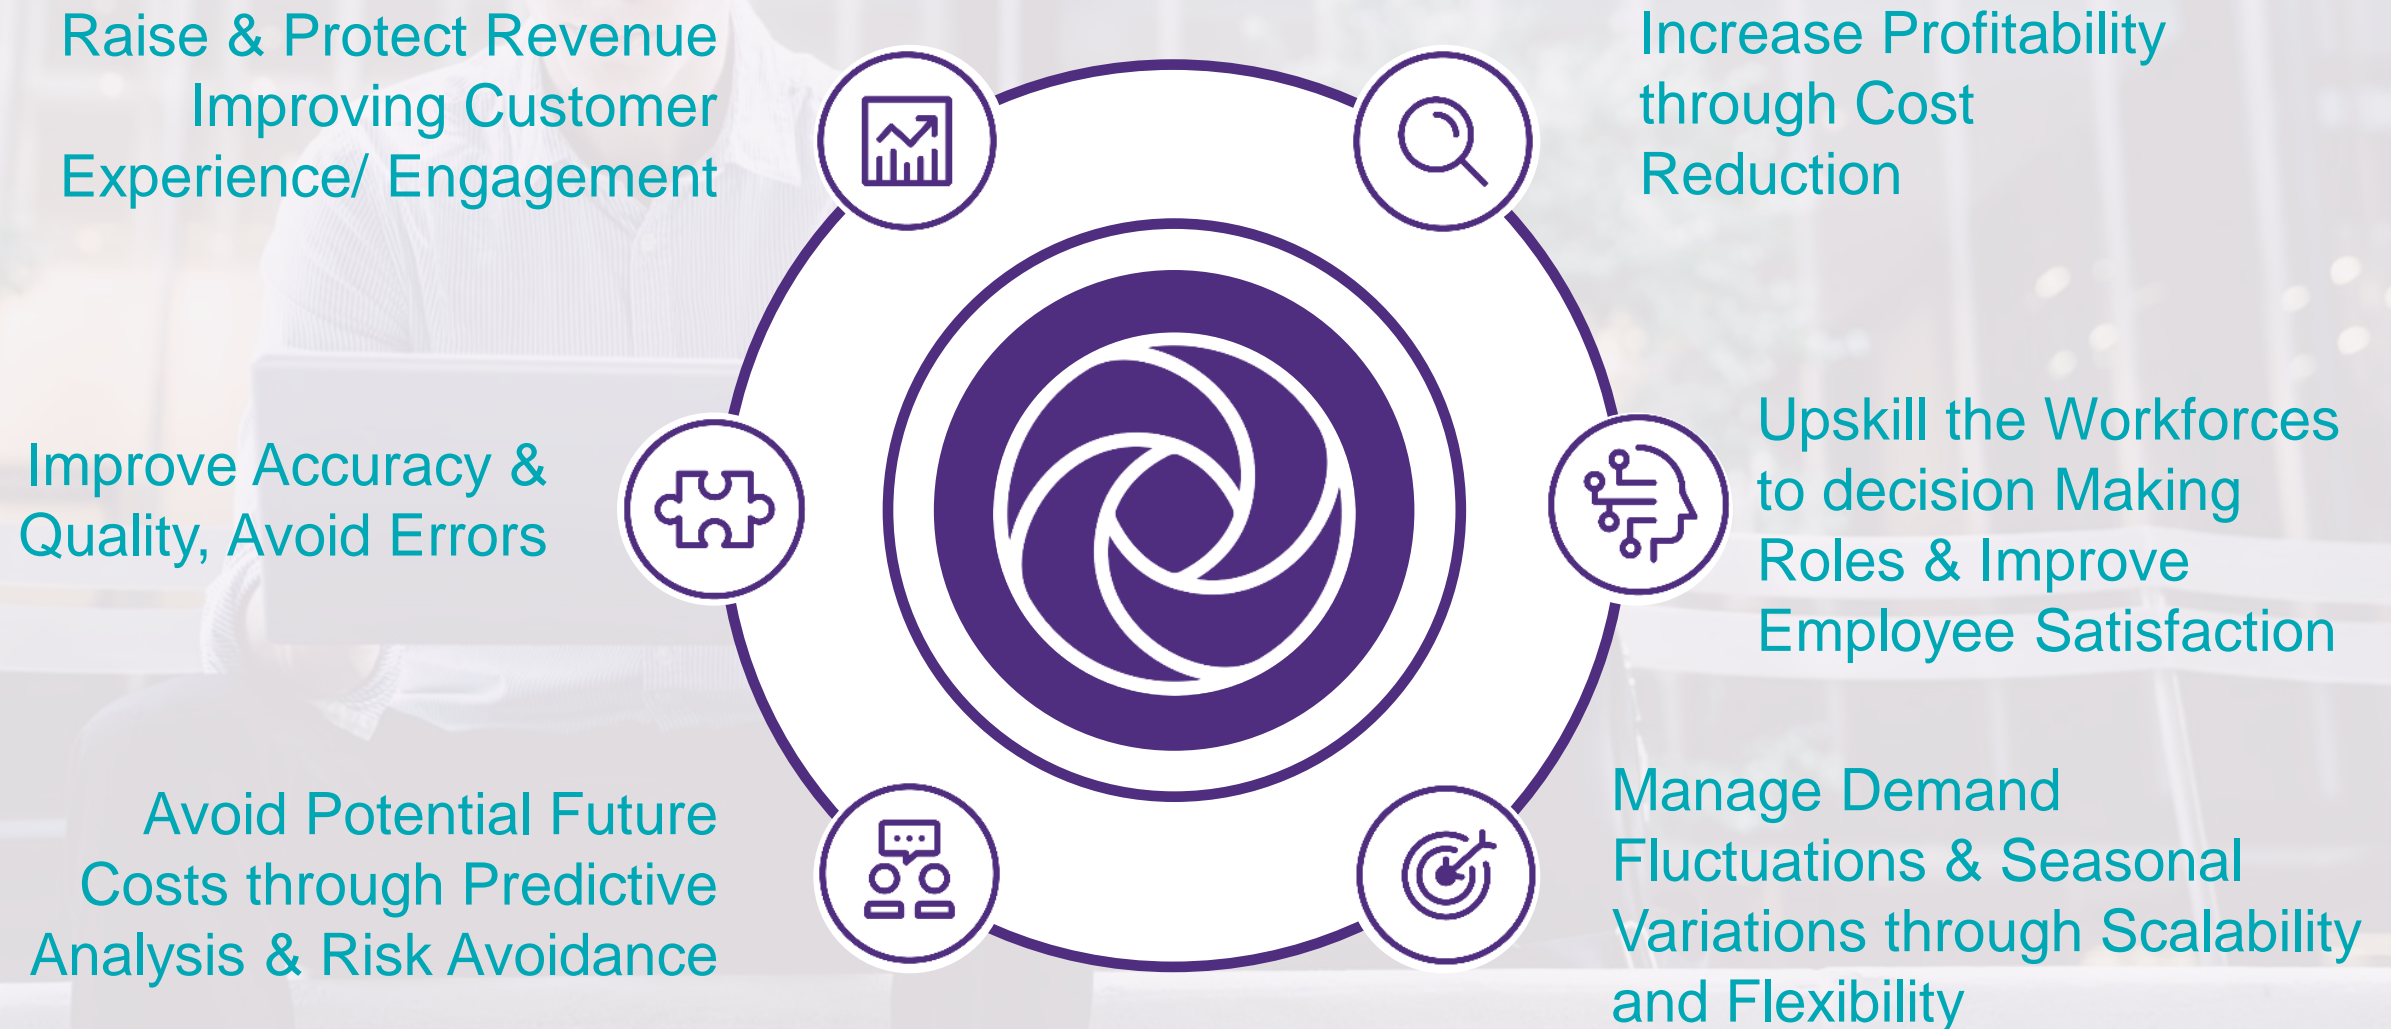 Raise & Protect Revenue
Improving Customer
Experience/ Engagement
Increase Profitability
through Cost
Reduction
Improve Accuracy &
Quality, Avoid Errors
Upskill the Workforces
to decision Making
Roles & Improve
Employee Satisfaction
Avoid Potential Future
Costs through Predictive
Analysis & Risk Avoidance
Manage Demand
Fluctuations & Seasonal
Variations through Scalability
and Flexibility